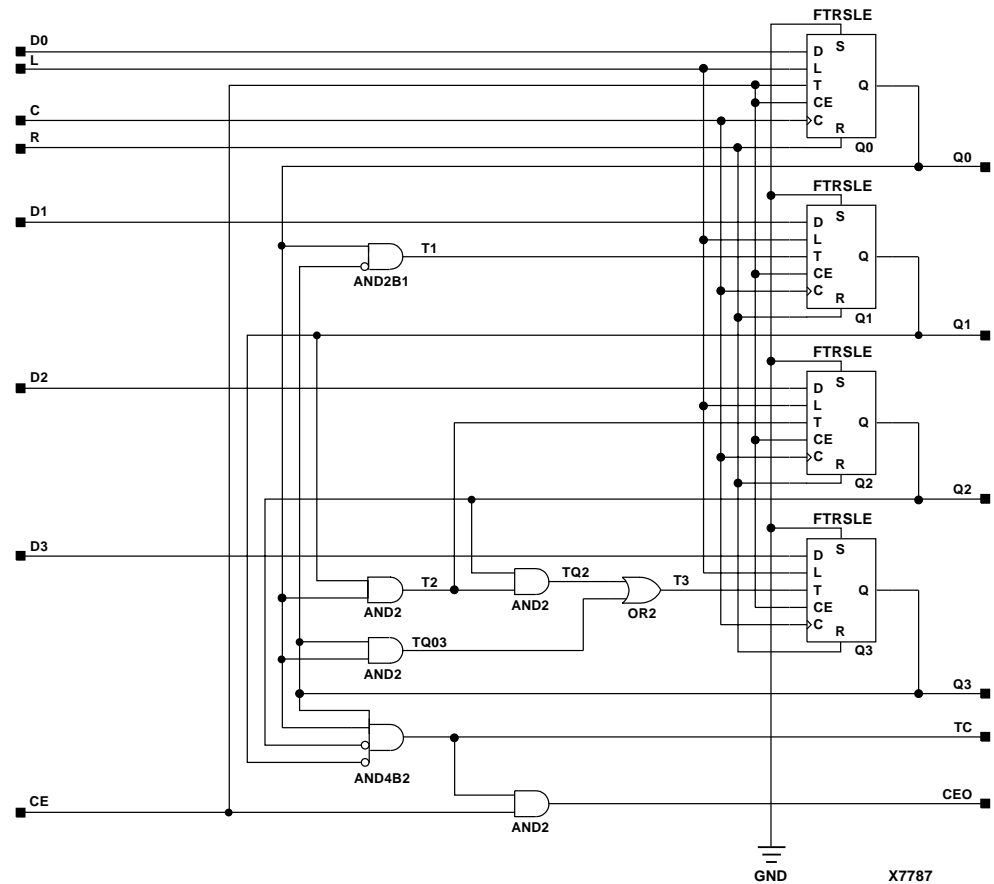 FTRSLE
D0
S
D
L
L
T
Q
CE
C
C
R
R
Q0
Q0
FTRSLE
D1
S
D
L
T1
T
Q
CE
AND2B1
C
R
Q1
Q1
FTRSLE
D2
S
D
L
T
Q
CE
C
R
Q2
Q2
FTRSLE
D3
S
D
L
T2
TQ2
T3
T
Q
CE
AND2
AND2
OR2
C
R
TQ03
Q3
AND2
Q3
TC
AND4B2
CE
CEO
AND2
GND
X7787